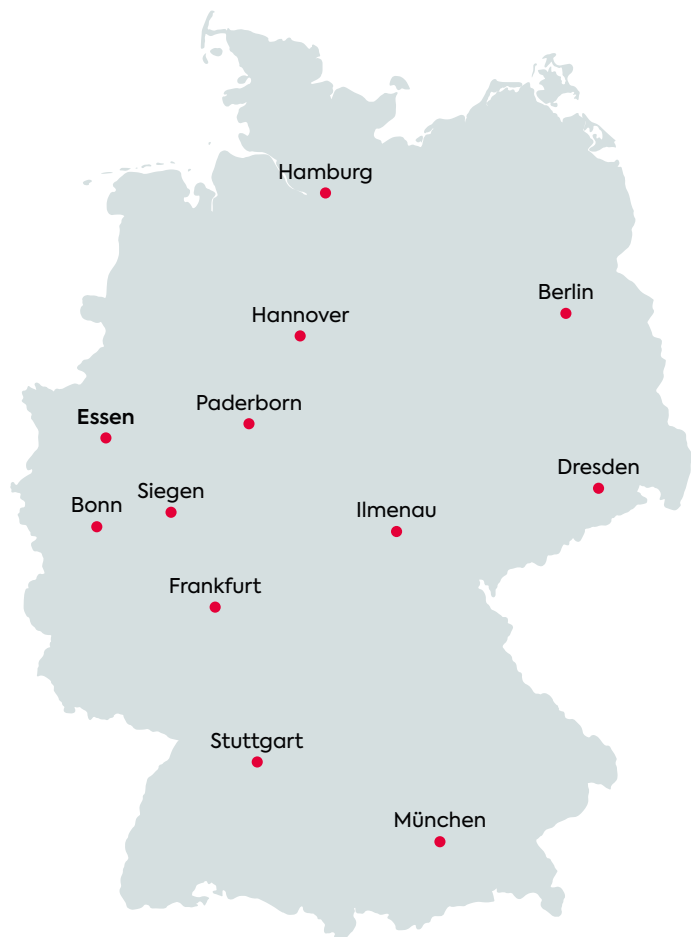 Hamburg
Berlin
Hannover
Paderborn
Essen
Dresden
Siegen
Bonn
Ilmenau
Frankfurt
Stuttgart
München